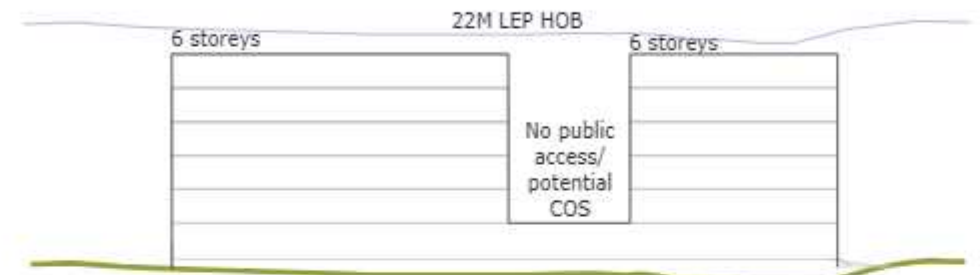 22M LEP HOB
6 storeys
6 storeys
No public
access/
potential
COS